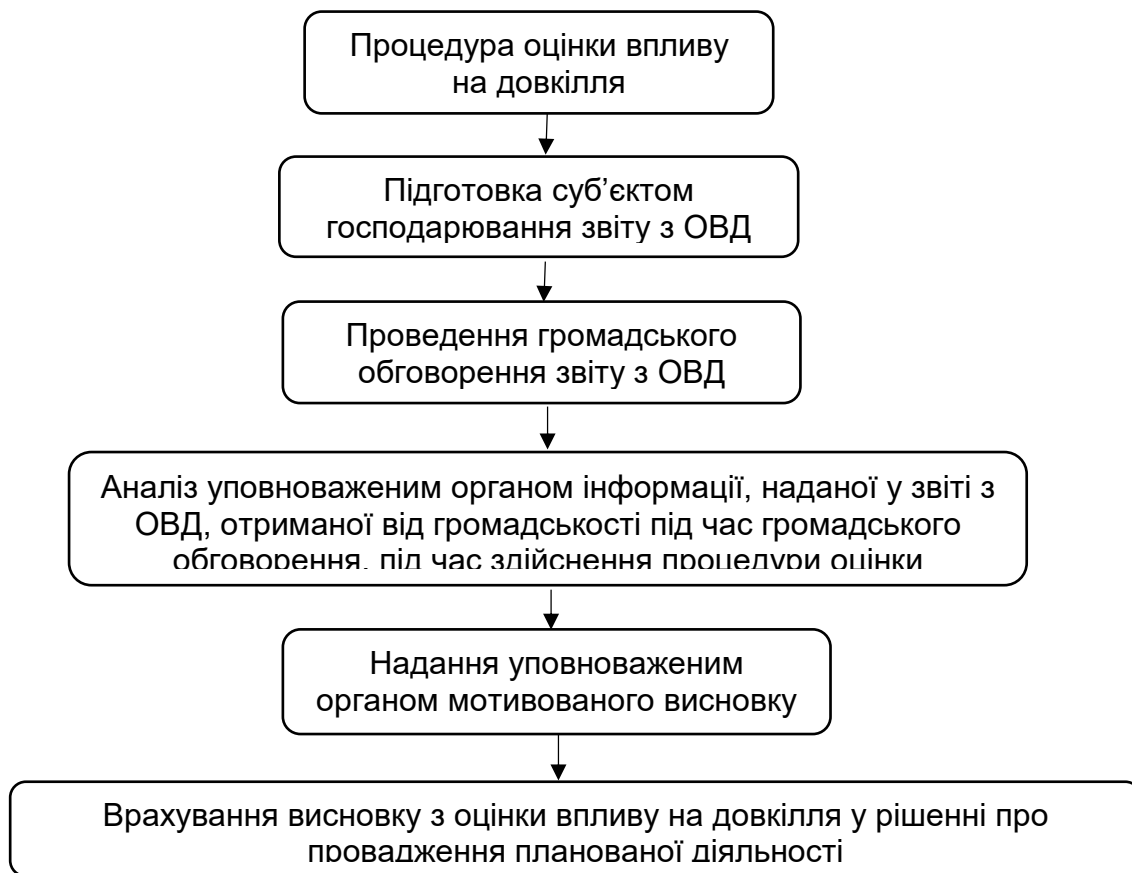 Процедура оцінки впливу
на довкілля
Підготовка суб’єктом
господарювання звіту з ОВД
Проведення громадського
обговорення звіту з ОВД
Аналіз уповноваженим органом інформації, наданої у звіті з
ОВД, отриманої від громадськості під час громадського
обговорення, під час здійснення процедури оцінки
Надання уповноваженим
органом мотивованого висновку
Врахування висновку з оцінки впливу на довкілля у рішенні про
провадження планованої діяльності